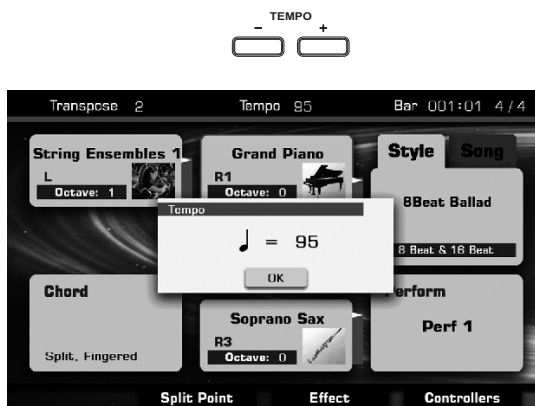 TEMPO
- +
Transpose 2 Tempo 95 Bar 001:01 4/4
String Ensembles 1
L
Octave: 1
Grand Piano
R1
Octave: 0
Style Song
8Beat Ballad
8 Beat & 16 Beat
Tempo
♩ = 95
OK
Chord
Split, Fingered
Soprano Sax
R3
Octave: 0
Perform
Perf 1
Split Point Effect Controllers